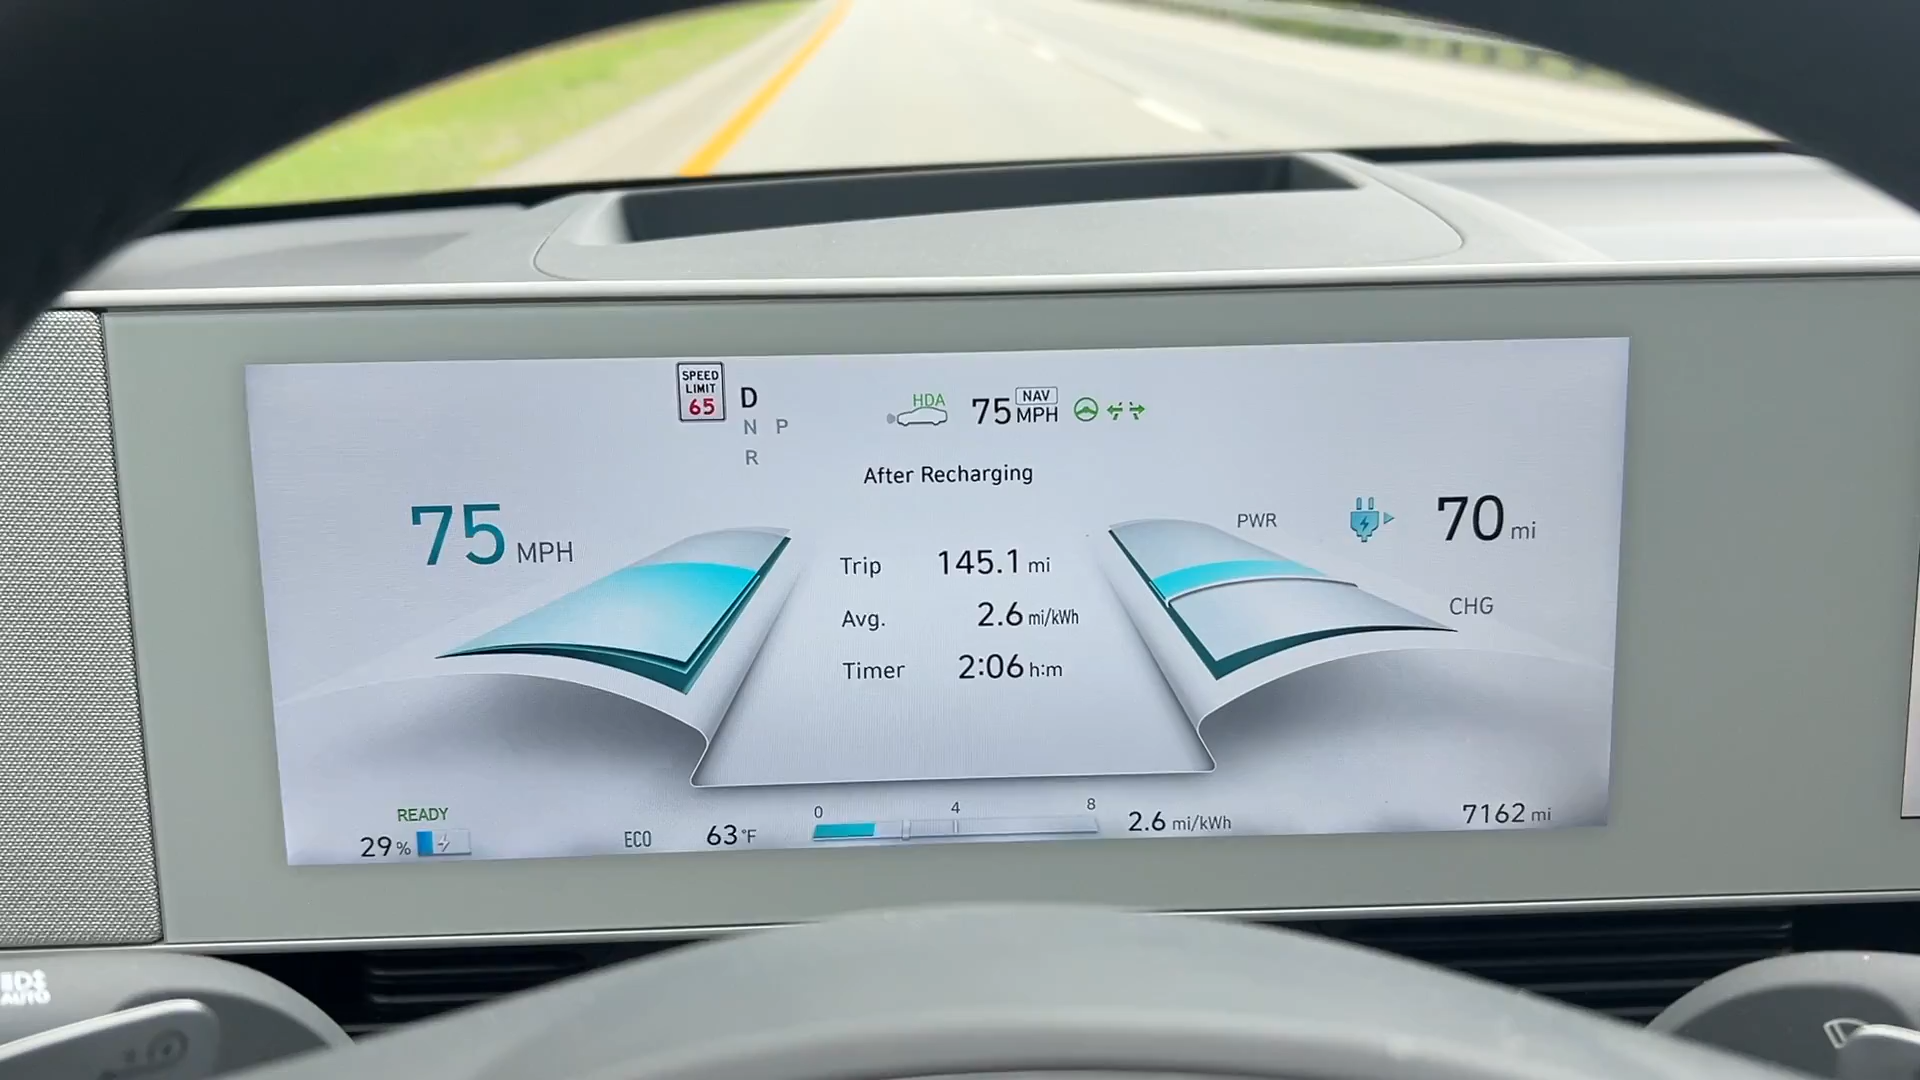 SPEED
LIMIT
65
D
N P
R
HDA
75 MPH NAV
After Recharging
75 MPH
PWR
70 mi
CHG
Trip 145.1 mi
Avg. 2.6 mi/kWh
Timer 2:06 h:m
READY
29 %
ECO
63 °F
0 4 8
2.6 mi/kWh
7162 mi
AUTO